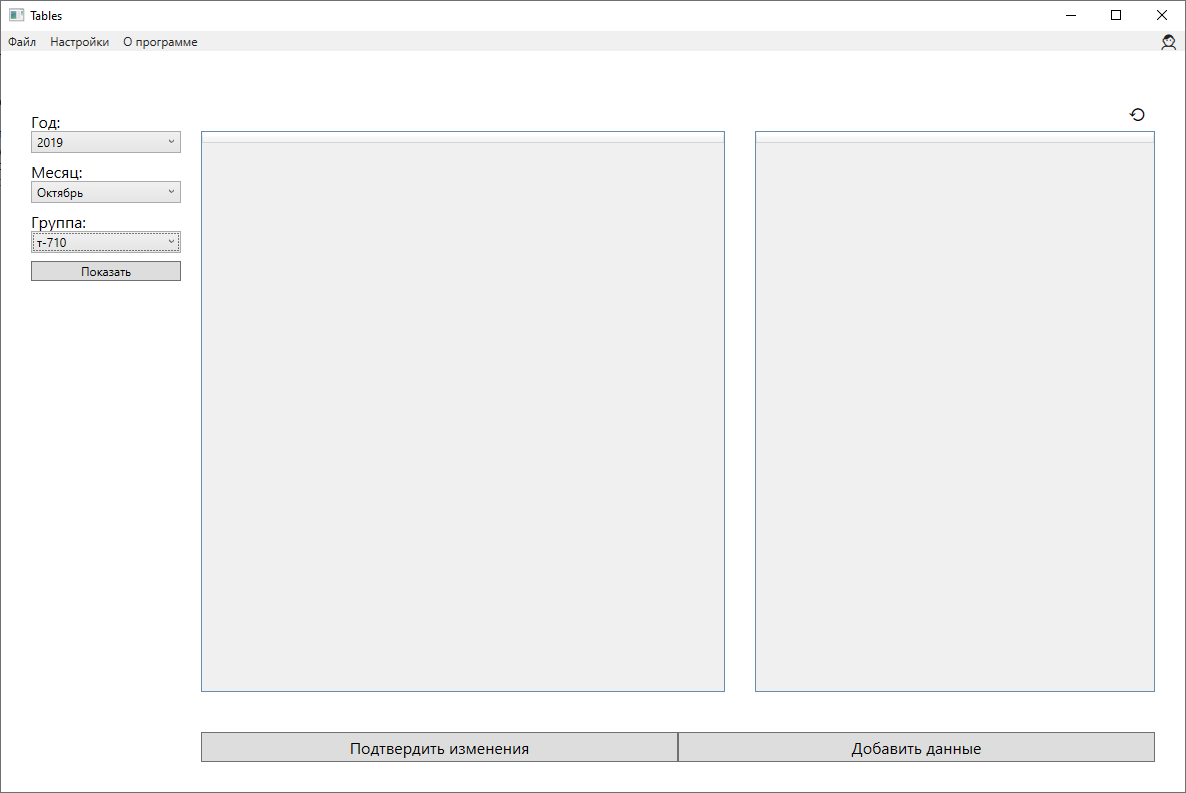 Tables
Файл Настройки О программе
Год:
2019
Месяц:
Октябрь
Группа:
т-710
Показать
Подтвердить изменения Добавить данные